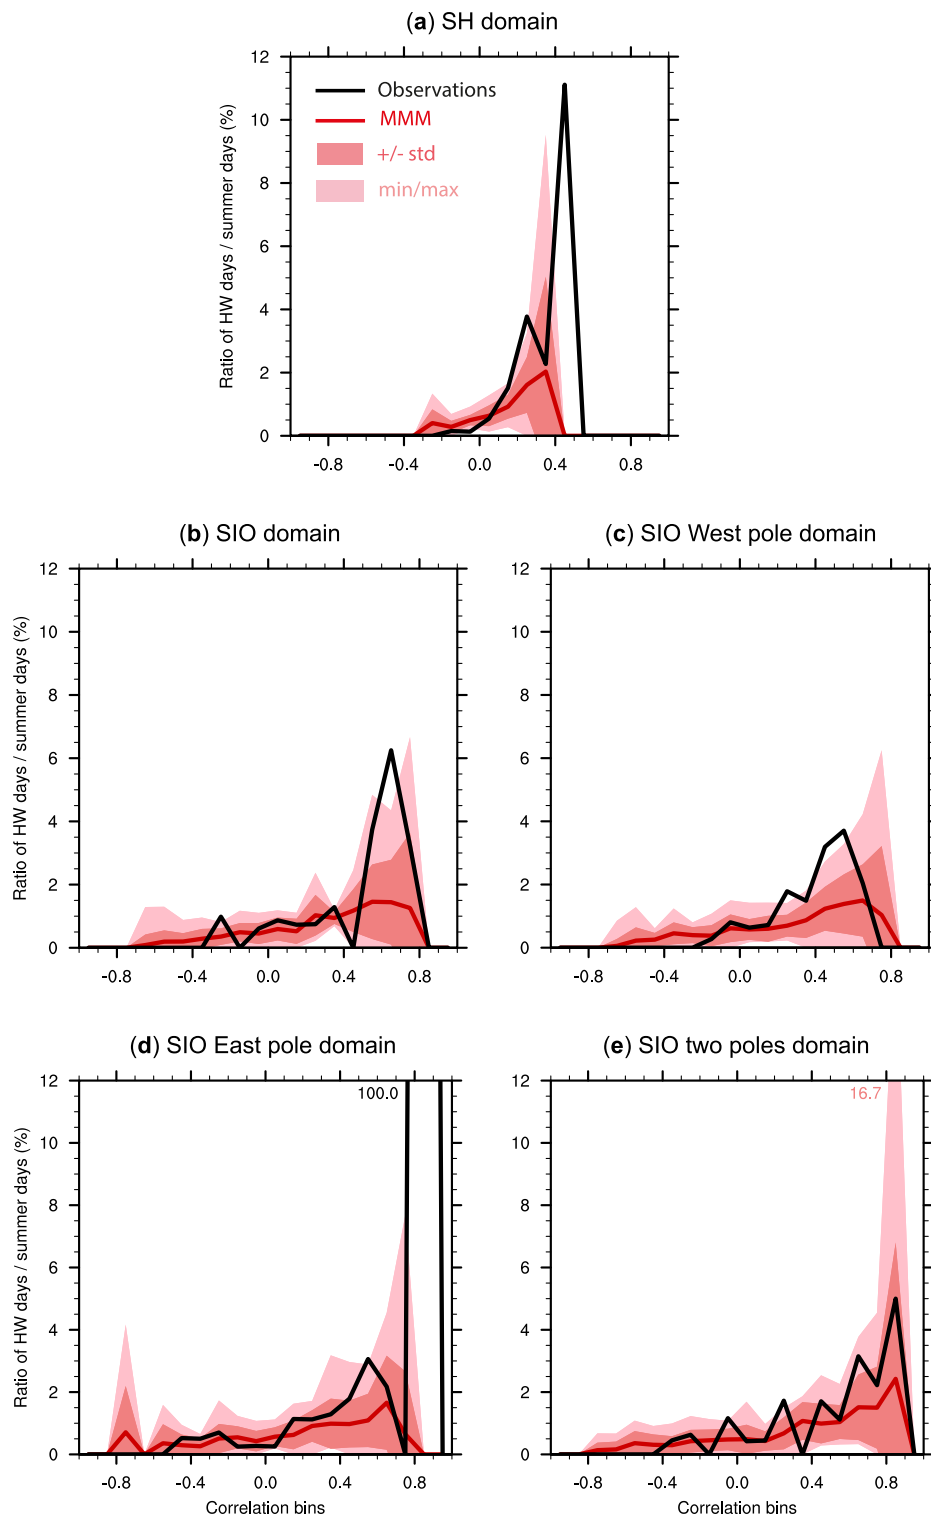 (a) SH domain
Ratio of HW days / summer days (%)
12
10
8
6
4
2
0
-0.8 -0.4 0.0 0.4 0.8
Observations
MMM
+/- std
min/max
(b) SIO domain
Ratio of HW days / summer days (%)
12
10
8
6
4
2
0
-0.8 -0.4 0.0 0.4 0.8
(c) SIO West pole domain
12
10
8
6
4
2
0
-0.8 -0.4 0.0 0.4 0.8
(d) SIO East pole domain
Ratio of HW days / summer days (%)
12
10
8
6
4
2
0
100.0
-0.8 -0.4 0.0 0.4 0.8
Correlation bins
(e) SIO two poles domain
12
10
8
6
4
2
0
16.7
-0.8 -0.4 0.0 0.4 0.8
Correlation bins